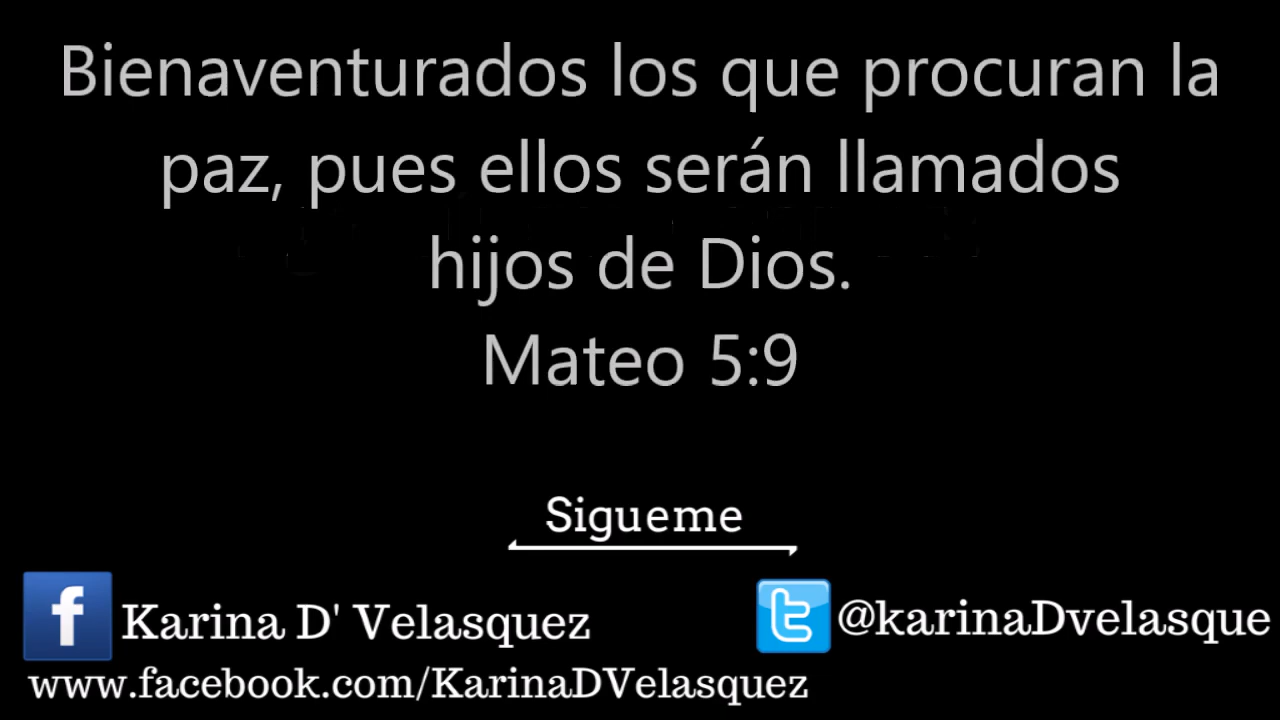 Bienaventurados los que procuran la
paz, pues ellos serán llamados
hijos de Dios.
Mateo 5:9
Sigueme
Karina D' Velasquez
@karinaDvelasque
www.facebook.com/KarinaDVelasquez